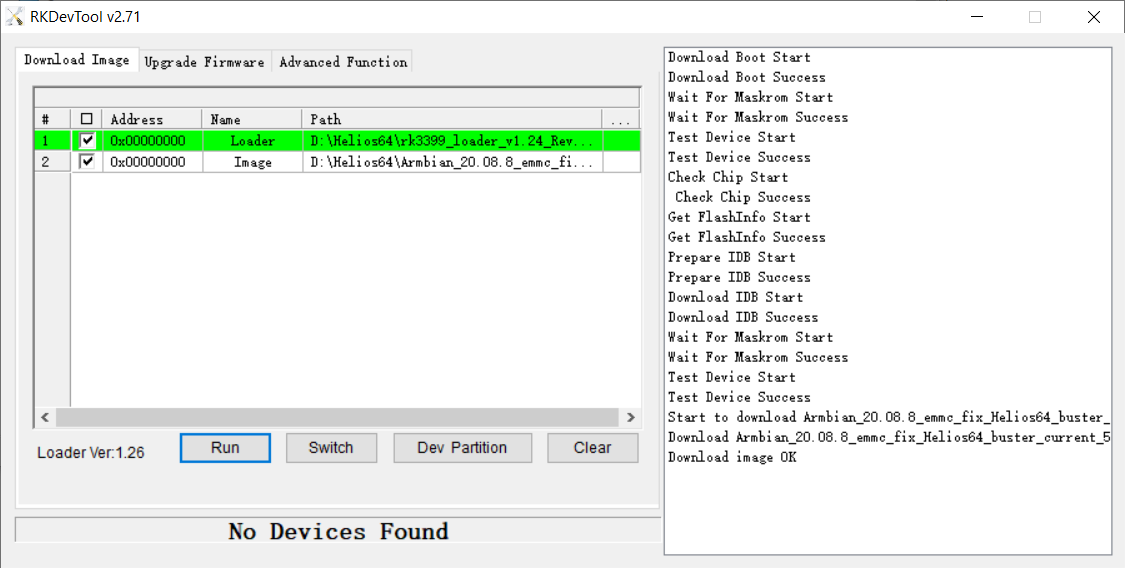 RKDevTool v2.71
Download Image Upgrade Firmware Advanced Function
# Address Name Path ...
1 0x00000000 Loader D:\Helios64\rk3399_loader_v1.24_Rev...
2 0x00000000 Image D:\Helios64\Armbian_20.08.8_emmc_fi...
Loader Ver:1.26 Run Switch Dev Partition Clear
No Devices Found
Download Boot Start
Download Boot Success
Wait For Maskrom Start
Wait For Maskrom Success
Test Device Start
Test Device Success
Check Chip Start
Check Chip Success
Get FlashInfo Start
Get FlashInfo Success
Prepare IDB Start
Prepare IDB Success
Download IDB Start
Download IDB Success
Wait For Maskrom Start
Wait For Maskrom Success
Test Device Start
Test Device Success
Start to download Armbian_20.08.8_emmc_fix_Helios64_buster_
Download Armbian_20.08.8_emmc_fix_Helios64_buster_current_5
Download image OK